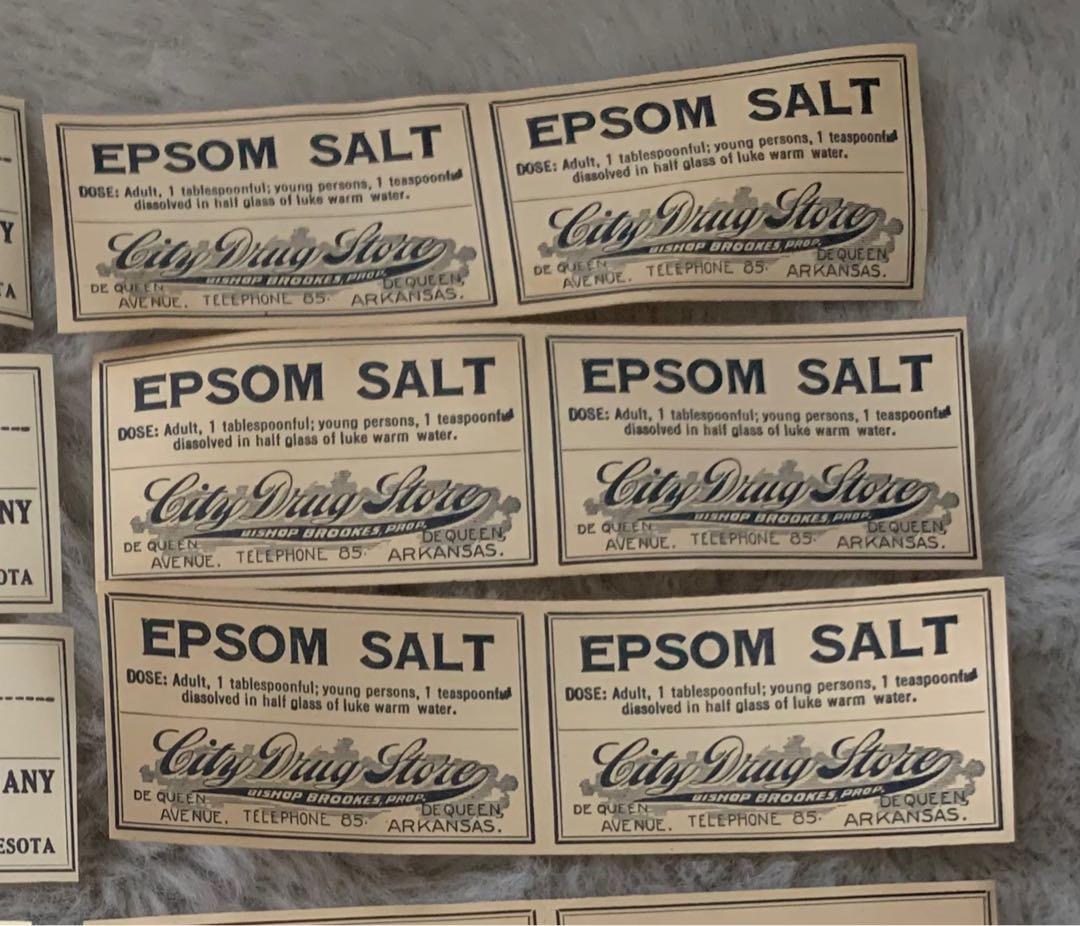 EPSOM SALT
DOSE: Adult, 1 tablespoonful; young persons, 1 teaspoonful
dissolved in half glass of luke warm water.
City Drug Store
BISHOP BROOKES, PROP.
DE QUEEN AVENUE. TELEPHONE 85. DE QUEEN, ARKANSAS.
EPSOM SALT
DOSE: Adult, 1 tablespoonful; young persons, 1 teaspoonful
dissolved in half glass of luke warm water.
City Drug Store
BISHOP BROOKES, PROP.
DE QUEEN AVENUE. TELEPHONE 85. DE QUEEN, ARKANSAS.
EPSOM SALT
DOSE: Adult, 1 tablespoonful; young persons, 1 teaspoonful
dissolved in half glass of luke warm water.
City Drug Store
BISHOP BROOKES, PROP.
DE QUEEN AVENUE. TELEPHONE 85. DE QUEEN, ARKANSAS.
EPSOM SALT
DOSE: Adult, 1 tablespoonful; young persons, 1 teaspoonful
dissolved in half glass of luke warm water.
City Drug Store
BISHOP BROOKES, PROP.
DE QUEEN AVENUE. TELEPHONE 85. DE QUEEN, ARKANSAS.
EPSOM SALT
DOSE: Adult, 1 tablespoonful; young persons, 1 teaspoonful
dissolved in half glass of luke warm water.
City Drug Store
BISHOP BROOKES, PROP.
DE QUEEN AVENUE. TELEPHONE 85. DE QUEEN, ARKANSAS.
EPSOM SALT
DOSE: Adult, 1 tablespoonful; young persons, 1 teaspoonful
dissolved in half glass of luke warm water.
City Drug Store
BISHOP BROOKES, PROP.
DE QUEEN AVENUE. TELEPHONE 85. DE QUEEN, ARKANSAS.
Y
TA
NY
OTA
ANY
ESOTA